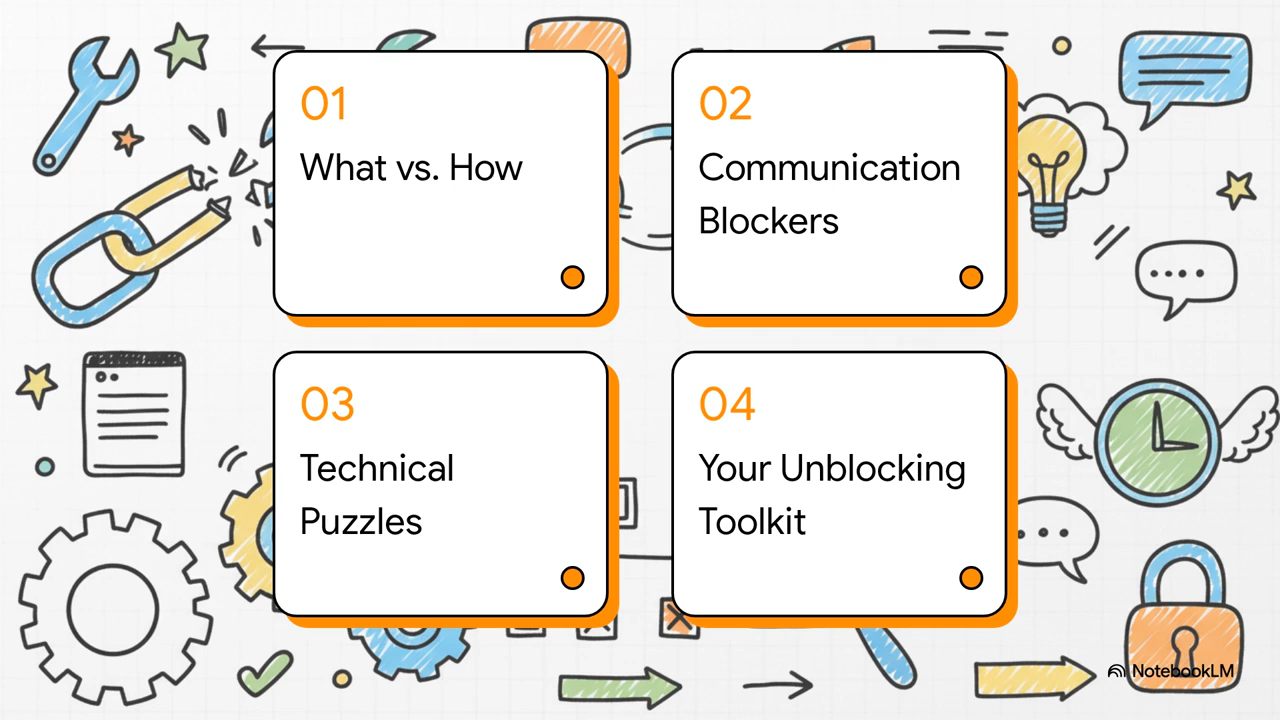 01
What vs. How
02
Communication
Blockers
03
Technical
Puzzles
04
Your Unblocking
Toolkit
NotebookLM